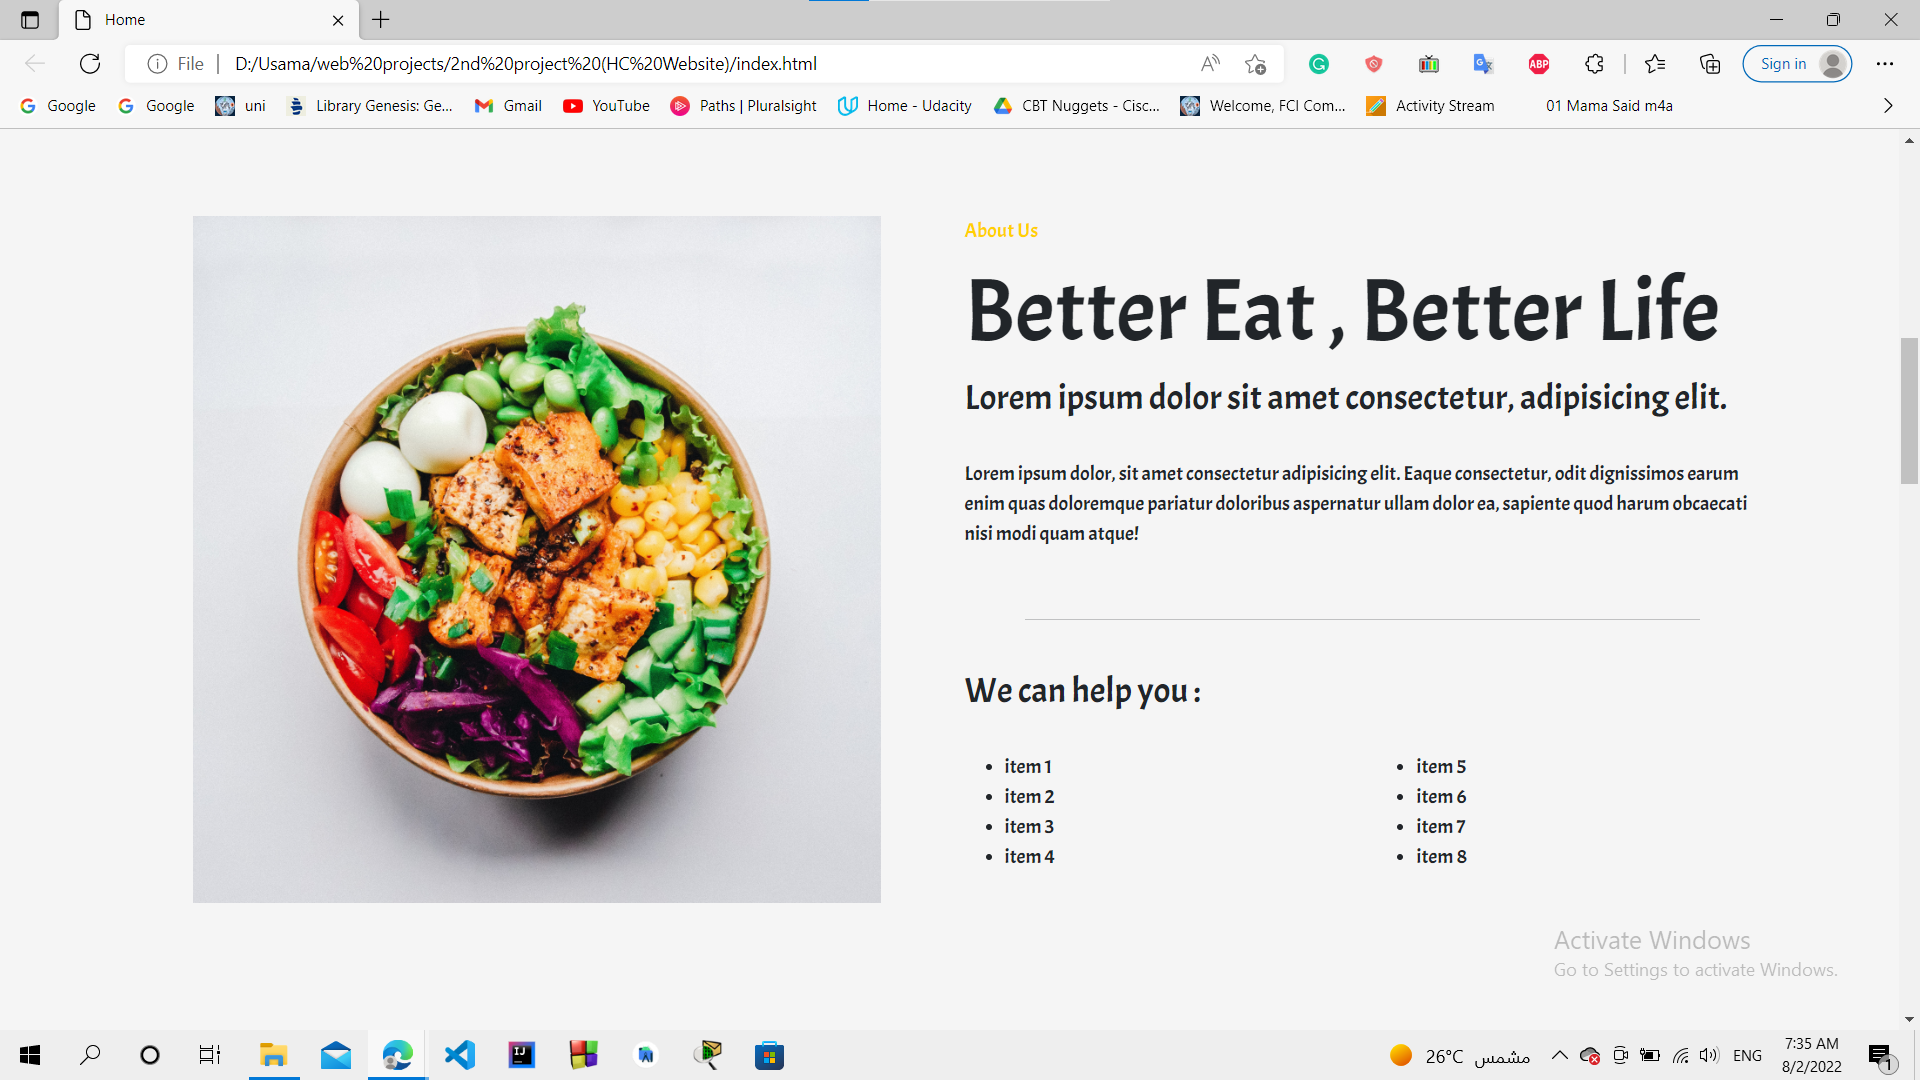 Home
File
D:/Usama/web%20projects/2nd%20project%20(HC%20Website)/index.html
ABP
Sign in
Google
Google
uni
Library Genesis: Ge...
Gmail
YouTube
Paths | Pluralsight
Home - Udacity
CBT Nuggets - Cisc...
Welcome, FCI Com...
Activity Stream
01 Mama Said m4a
About Us
Better Eat , Better Life
Lorem ipsum dolor sit amet consectetur, adipisicing elit.
Lorem ipsum dolor, sit amet consectetur adipisicing elit. Eaque consectetur, odit dignissimos earum
enim quas doloremque pariatur doloribus aspernatur ullam dolor ea, sapiente quod harum obcaecati
nisi modi quam atque!
We can help you :
• item 1
• item 2
• item 3
• item 4
• item 5
• item 6
• item 7
• item 8
Activate Windows
Go to Settings to activate Windows.
IJ
26°C مشمس
ENG
7:35 AM
8/2/2022
1